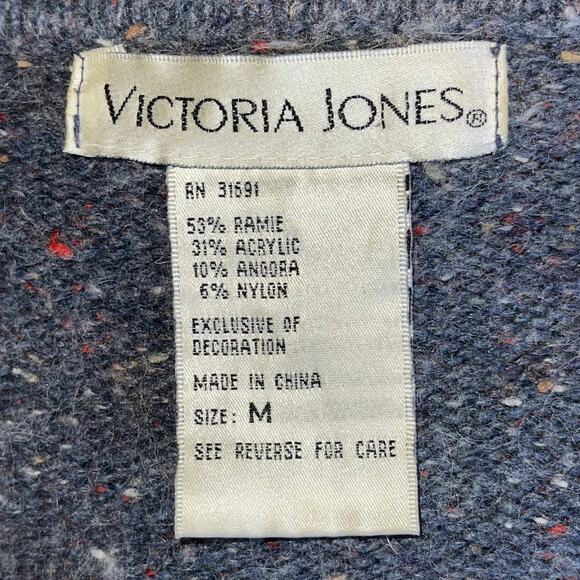 VICTORIA JONES®
RN 31691
53% RAMIE
31% ACRYLIC
10% ANGORA
6% NYLON
EXCLUSIVE OF
DECORATION
MADE IN CHINA
SIZE: M
SEE REVERSE FOR CARE